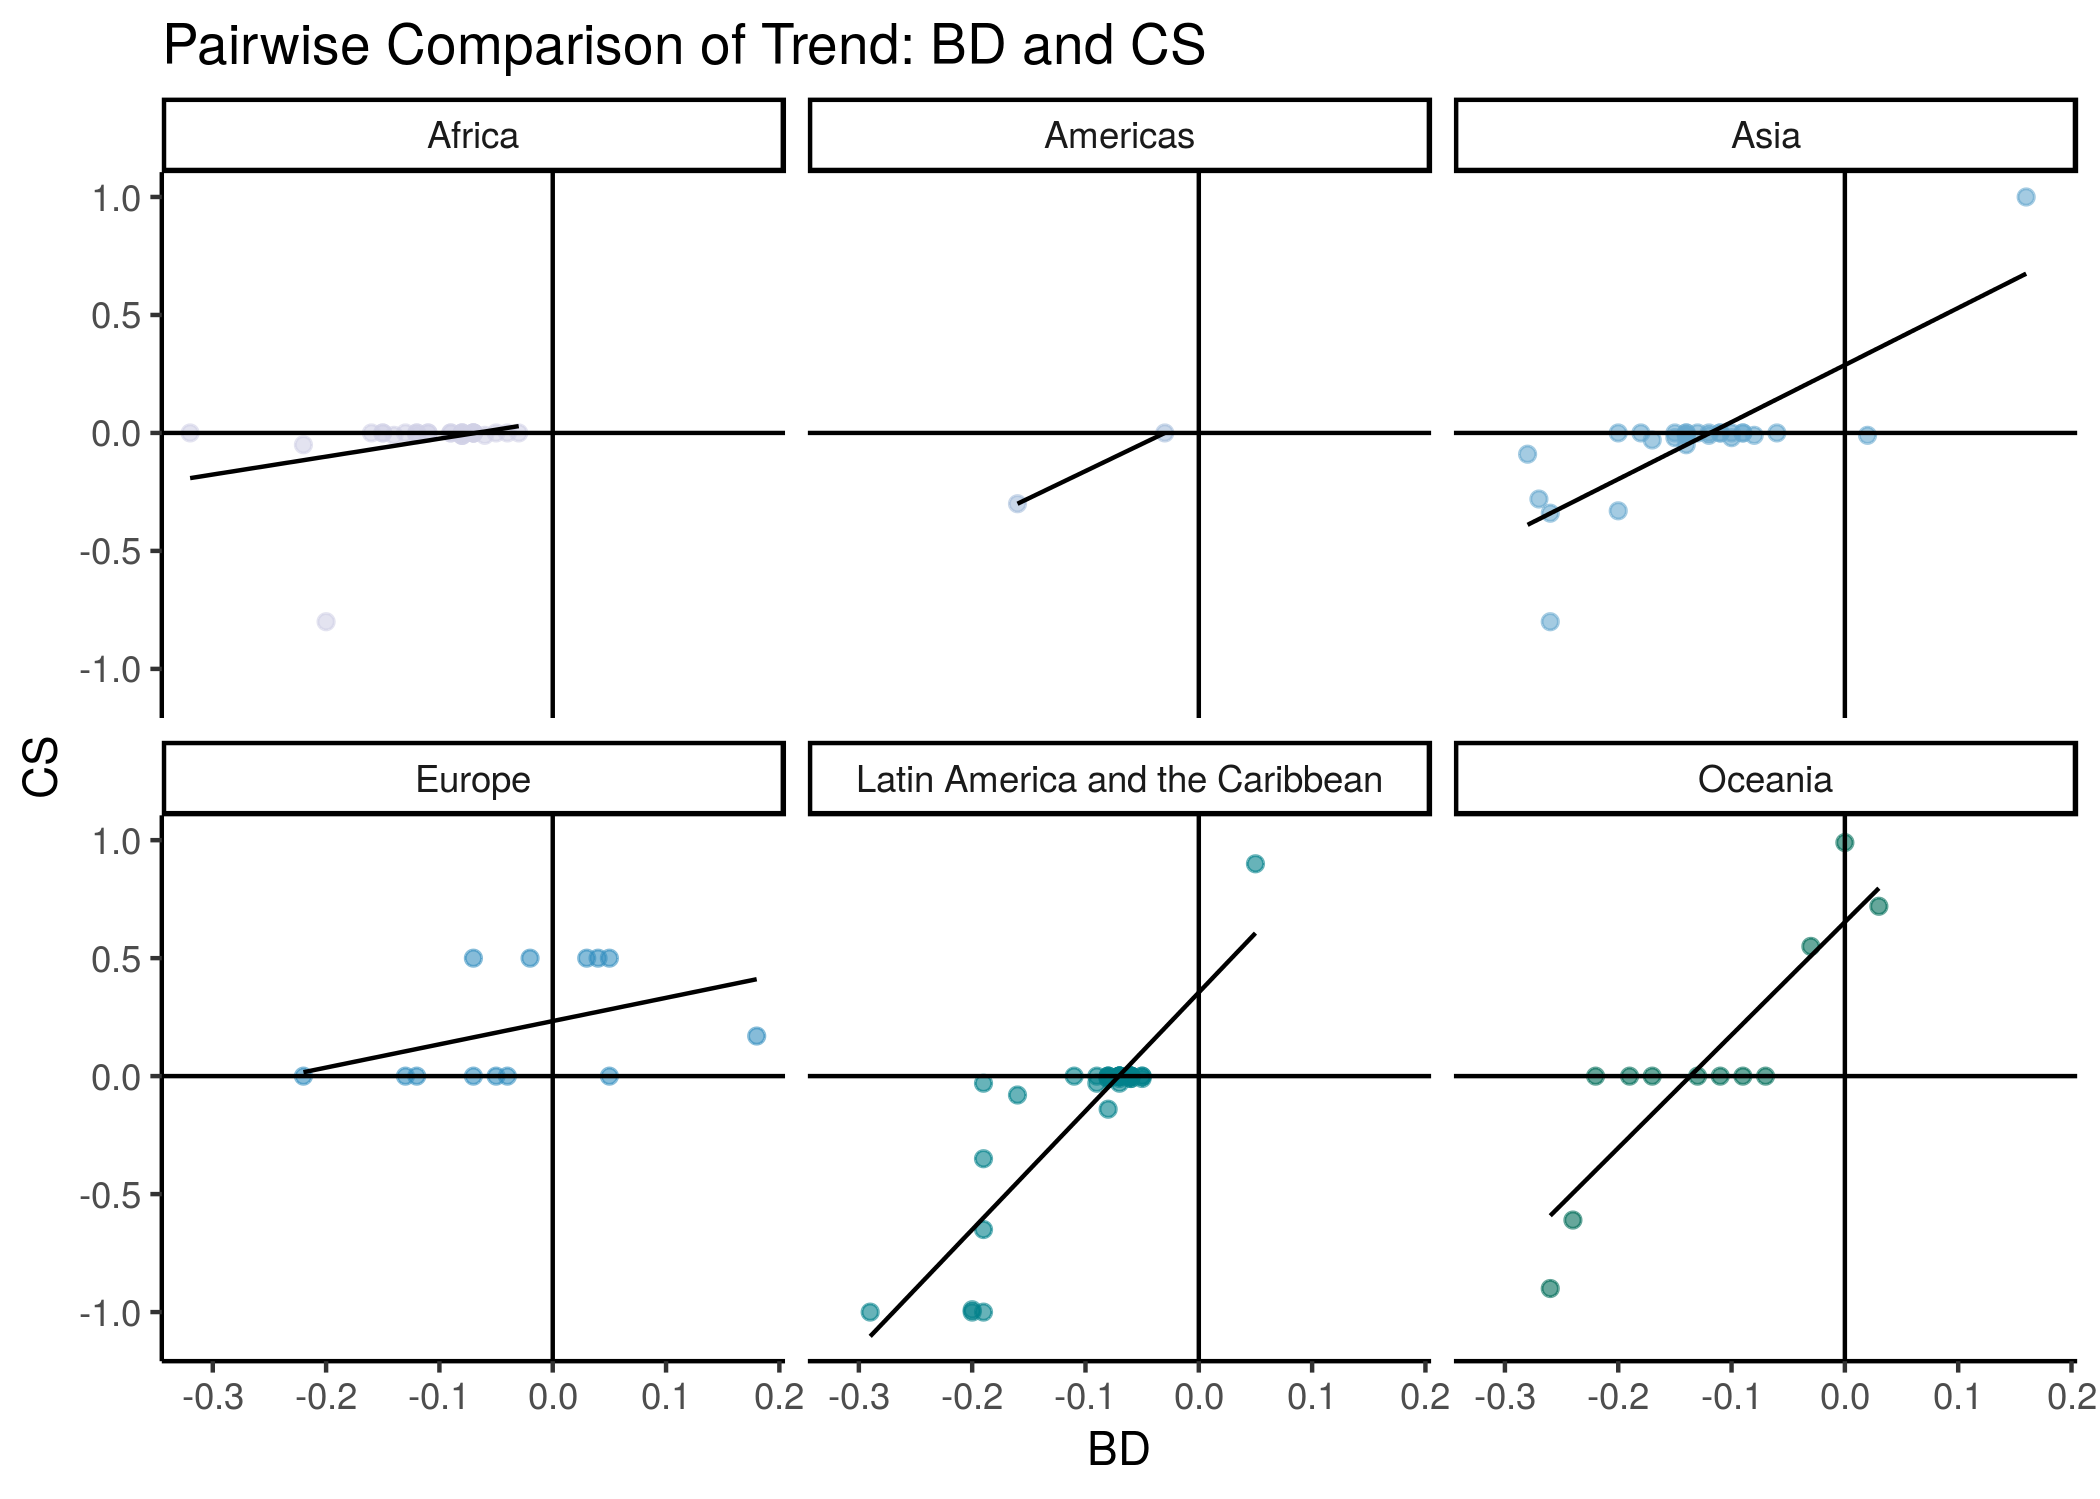 Pairwise Comparison of Trend: BD and CS
Africa
Americas
Asia
1.0
0.5
0.0
-0.5
-1.0
CS
Europe
Latin America and the Caribbean
Oceania
1.0
0.5
0.0
-0.5
-1.0
-0.3 -0.2 -0.1 0.0 0.1 0.2
-0.3 -0.2 -0.1 0.0 0.1 0.2
-0.3 -0.2 -0.1 0.0 0.1 0.2
BD